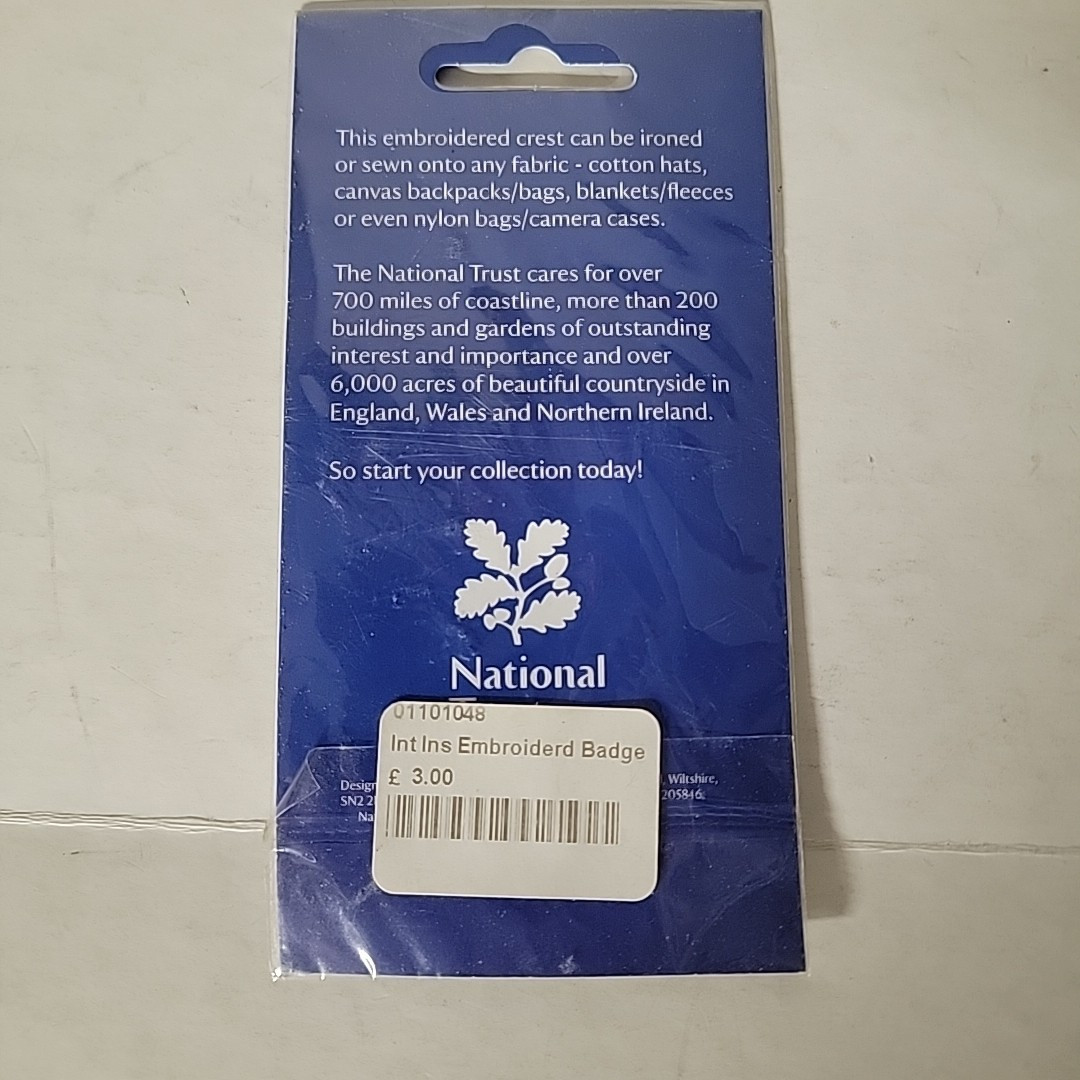 This embroidered crest can be ironed
or sewn onto any fabric - cotton hats,
canvas backpacks/bags, blankets/fleeces
or even nylon bags/camera cases.
The National Trust cares for over
700 miles of coastline, more than 200
buildings and gardens of outstanding
interest and importance and over
6,000 acres of beautiful countryside in
England, Wales and Northern Ireland.
So start your collection today!
National
01101048
Int Ins Embroiderd Badge
£ 3.00
Wiltshire,
SN2 205846.